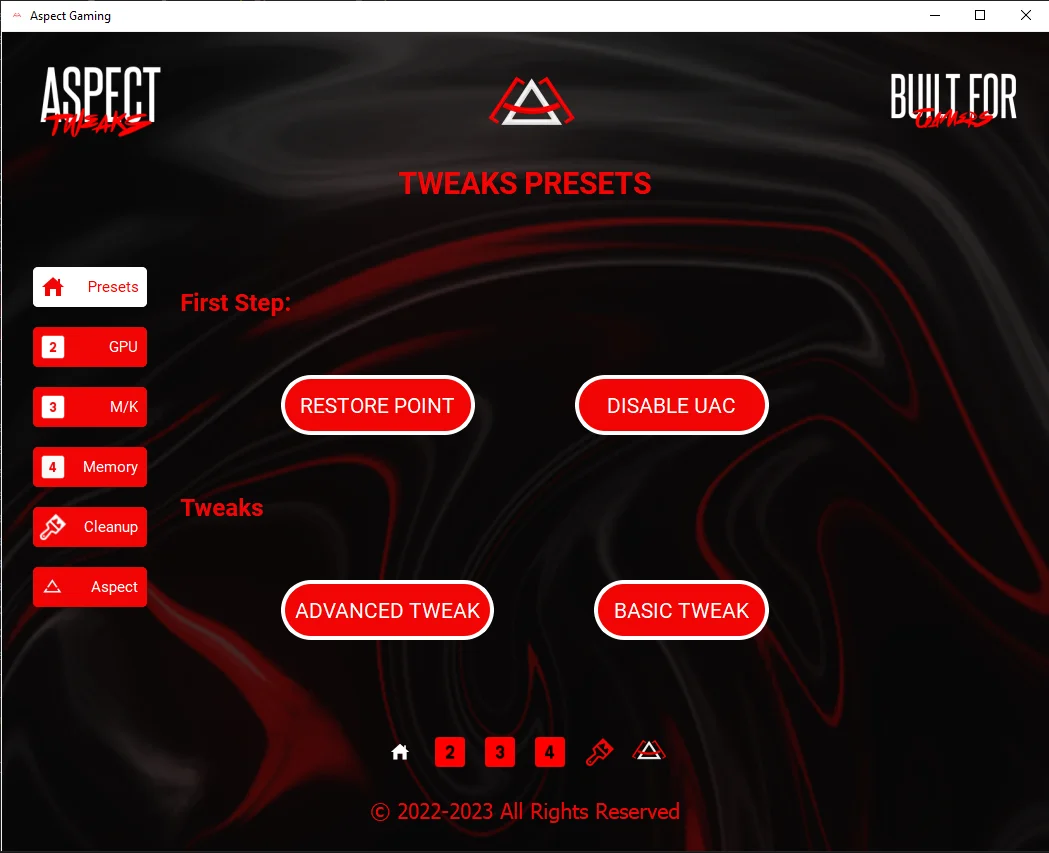 Aspect Gaming
ASPECT
TWEAKS
BUILT FOR
GAMERS
TWEAKS PRESETS
Presets
First Step:
2 GPU
3 M/K
RESTORE POINT
DISABLE UAC
4 Memory
Tweaks
Cleanup
Aspect
ADVANCED TWEAK
BASIC TWEAK
2 3 4
© 2022-2023 All Rights Reserved